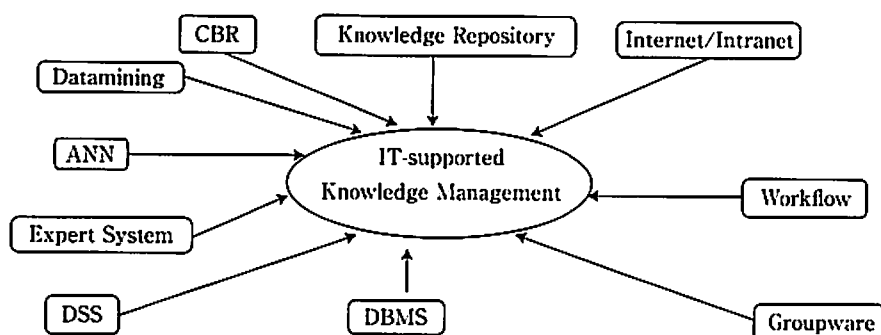 CBR
Knowledge Repository
Internet/Intranet
Datamining
ANN
IT-supported
Knowledge Management
Workflow
Expert System
DSS
DBMS
Groupware